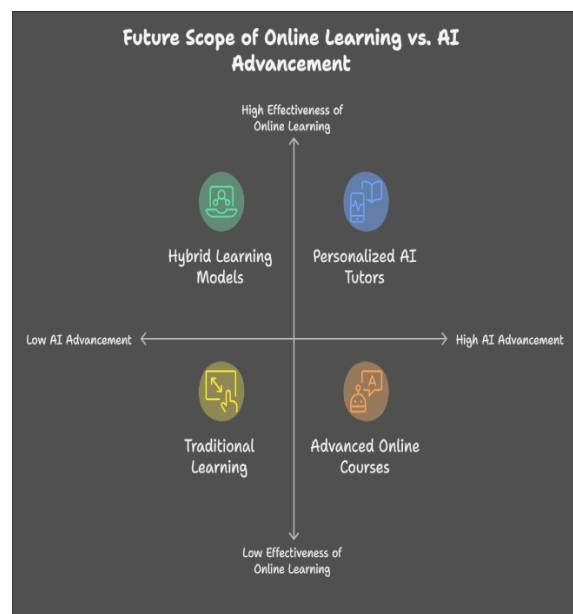 Future Scope of Online Learning vs. AI
Advancement
High Effectiveness of
Online Learning
Hybrid Learning
Models
Personalized AI
Tutors
Low AI Advancement
High AI Advancement
A
Traditional
Learning
Advanced Online
Courses
Low Effectiveness of
Online Learning